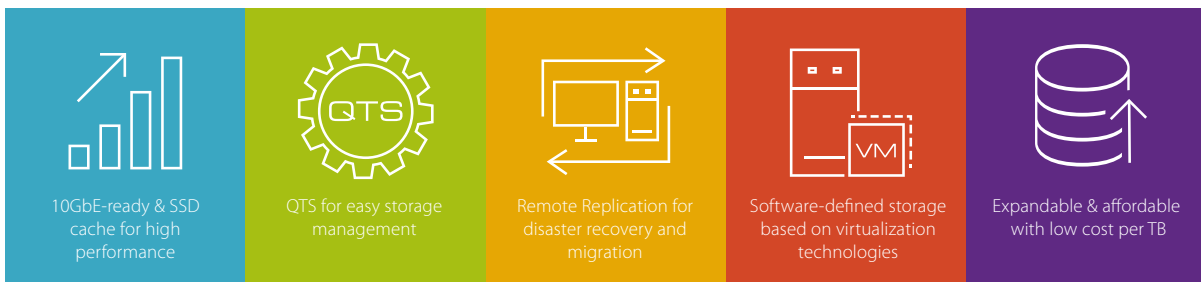 10GbE-ready & SSD
cache for high
performance
QTS
QTS for easy storage
management
Remote Replication for
disaster recovery and
migration
VM
Software-defined storage
based on virtualization
technologies
Expandable & affordable
with low cost per TB